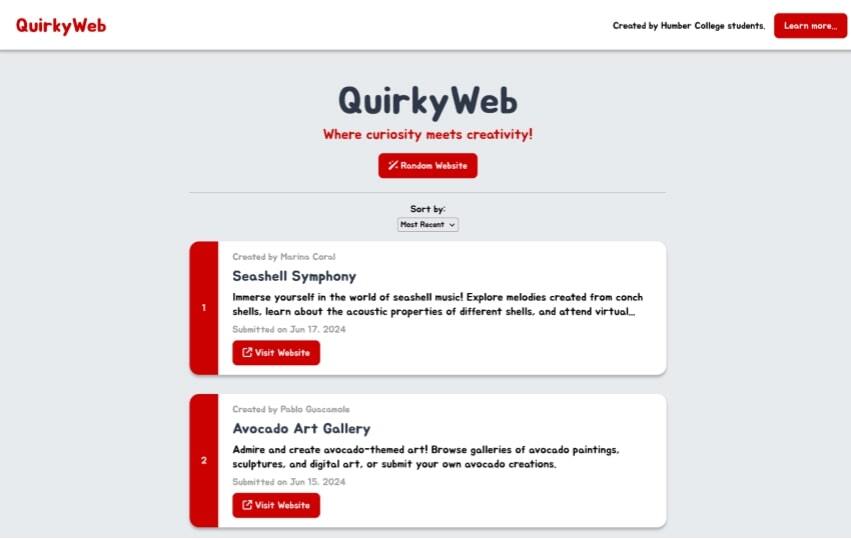 QuirkyWeb
Created by Humber College students.
Learn more...
QuirkyWeb
Where curiosity meets creativity!
Random Website
Sort by:
Most Recent
1
Created by Marina Coral
Seashell Symphony
Immerse yourself in the world of seashell music! Explore melodies created from conch
shells, learn about the acoustic properties of different shells, and attend virtual...
Submitted on Jun 17, 2024
Visit Website
2
Created by Pablo Guacamole
Avocado Art Gallery
Admire and create avocado-themed art! Browse galleries of avocado paintings,
sculptures, and digital art, or submit your own avocado creations.
Submitted on Jun 15, 2024
Visit Website